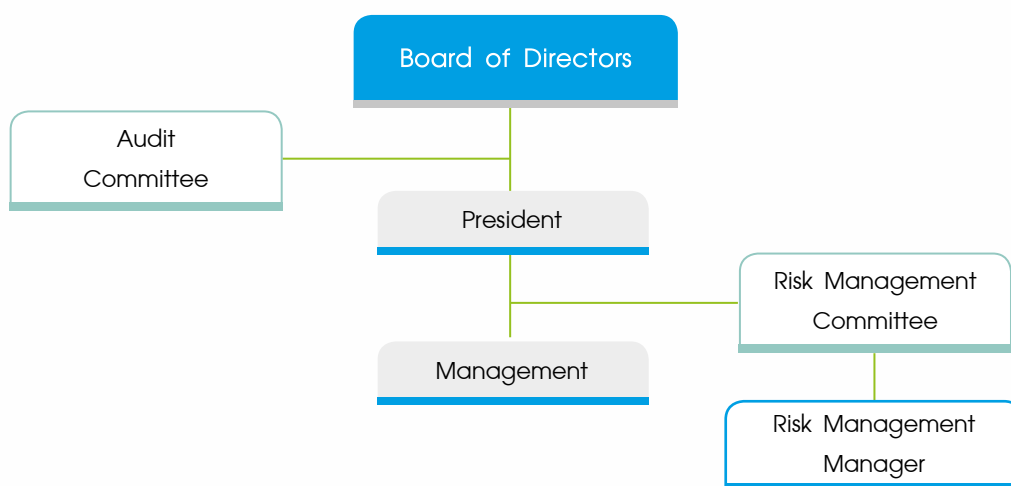 Board of Directors
Audit
Committee
President
Risk Management
Committee
Management
Risk Management
Manager